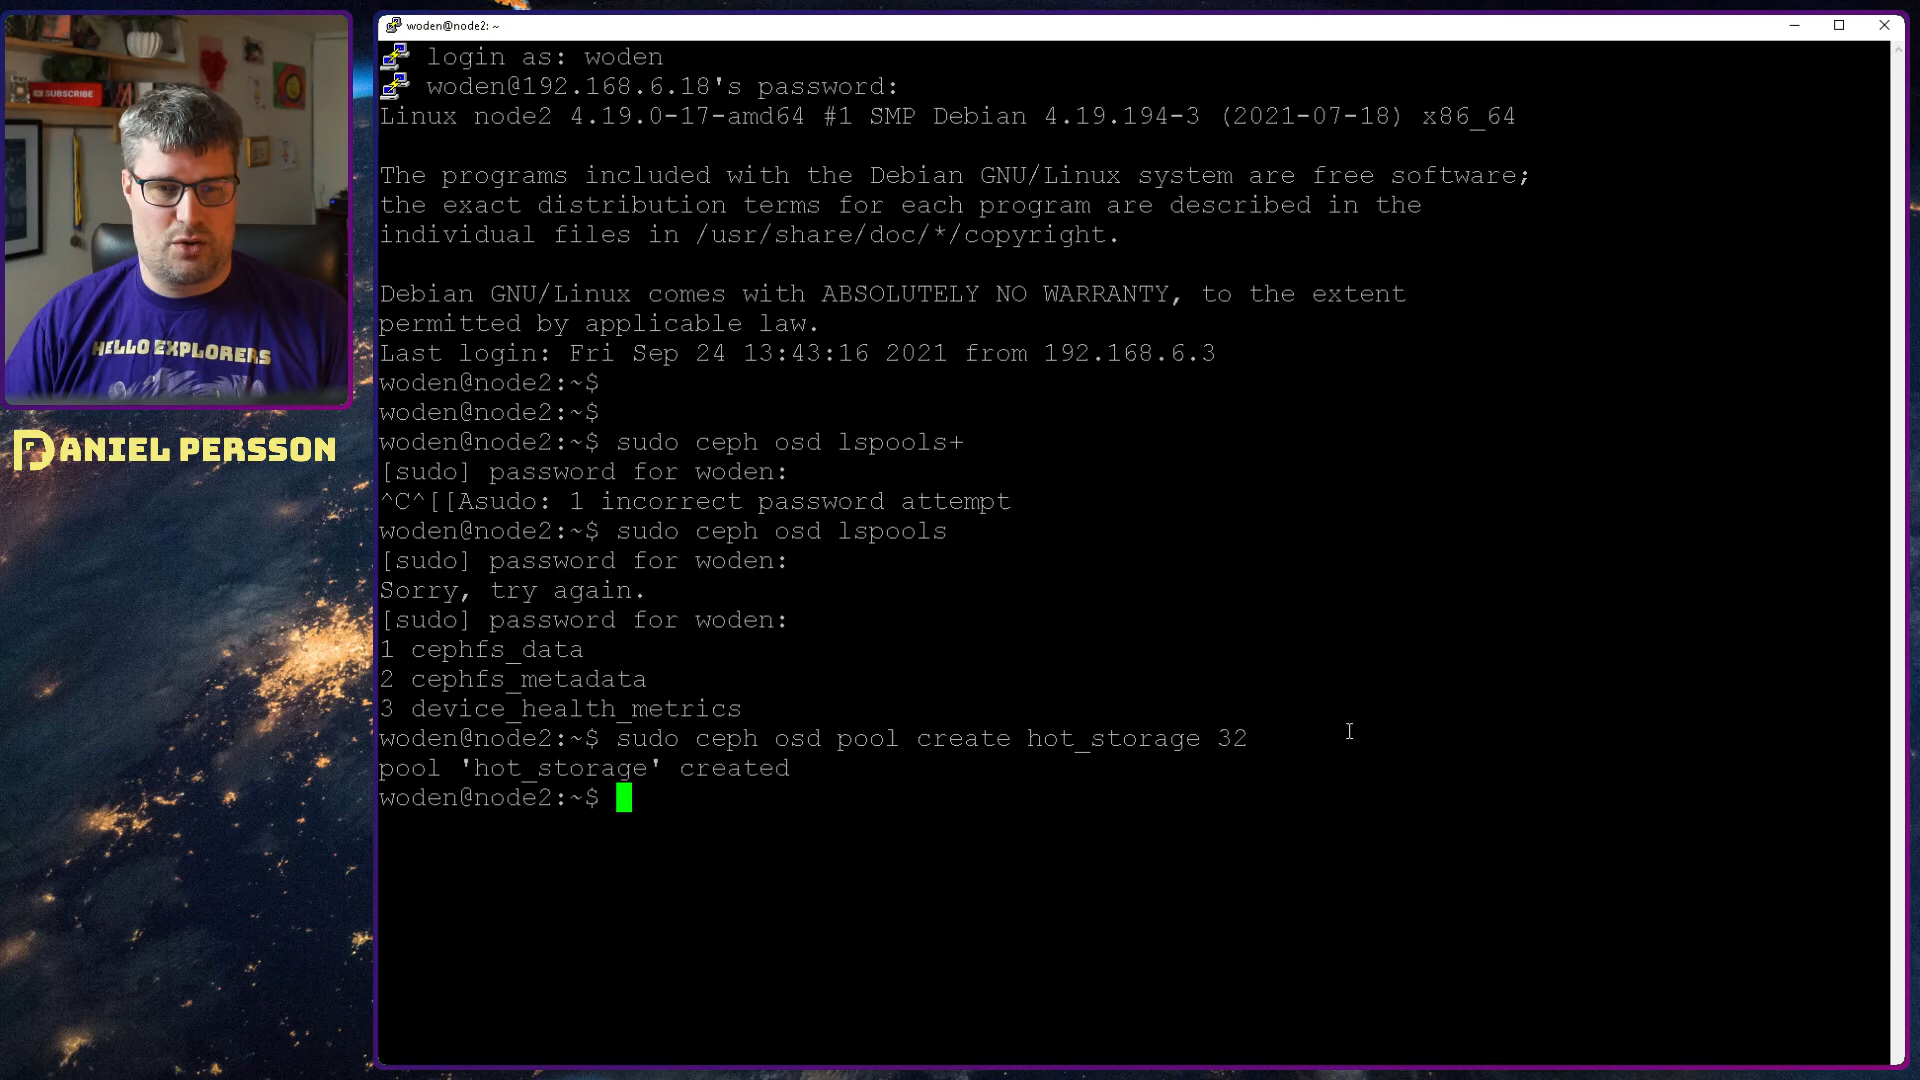 woden@node2: ~
login as: woden
woden@192.168.6.18's password:
Linux node2 4.19.0-17-amd64 #1 SMP Debian 4.19.194-3 (2021-07-18) x86_64
The programs included with the Debian GNU/Linux system are free software;
the exact distribution terms for each program are described in the
individual files in /usr/share/doc/*/copyright.
Debian GNU/Linux comes with ABSOLUTELY NO WARRANTY, to the extent
permitted by applicable law.
Last login: Fri Sep 24 13:43:16 2021 from 192.168.6.3
woden@node2:~$
woden@node2:~$
woden@node2:~$ sudo ceph osd lspools+
[sudo] password for woden:
^C^[[Asudo: 1 incorrect password attempt
woden@node2:~$ sudo ceph osd lspools
[sudo] password for woden:
Sorry, try again.
[sudo] password for woden:
1 cephfs_data
2 cephfs_metadata
3 device_health_metrics
woden@node2:~$ sudo ceph osd pool create hot_storage 32
pool 'hot_storage' created
woden@node2:~$
SUBSCRIBE
HELLO EXPLORERS
DANIEL PERSSON